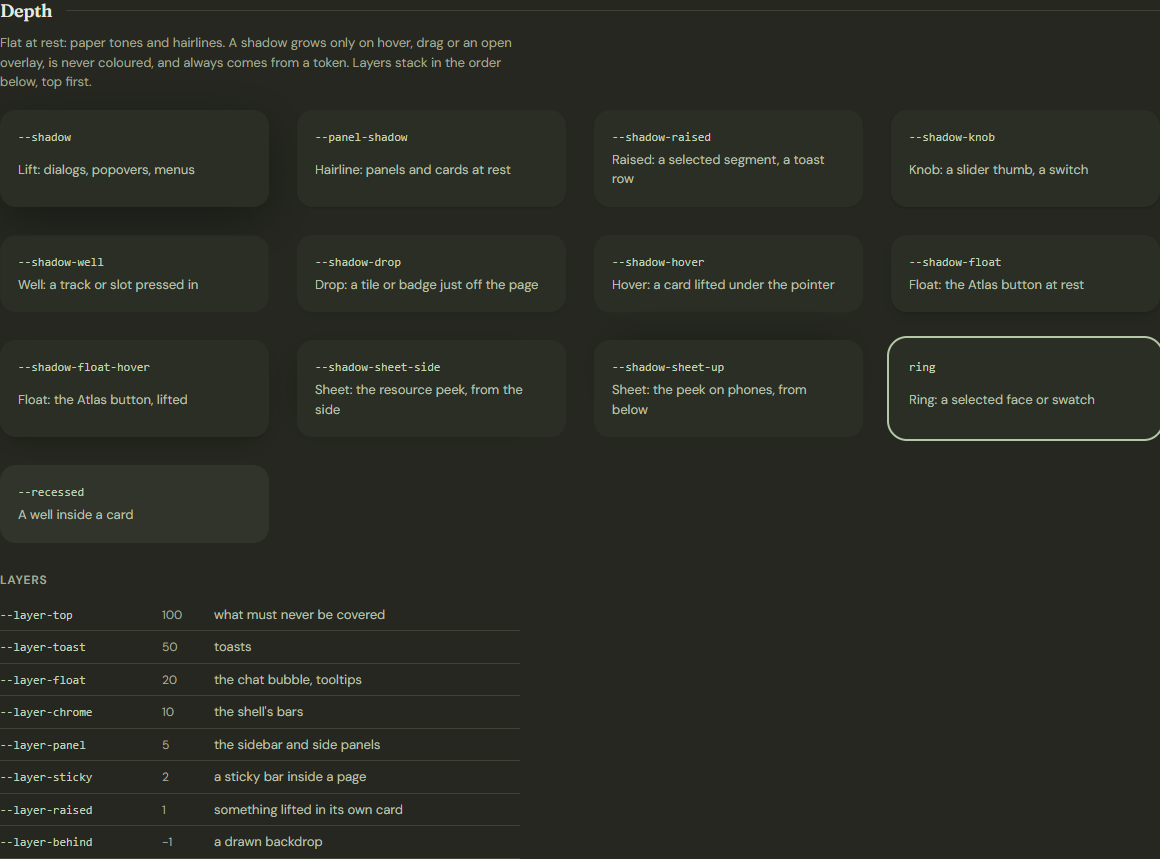 Depth
Flat at rest: paper tones and hairlines. A shadow grows only on hover, drag or an open
overlay, is never coloured, and always comes from a token. Layers stack in the order
below, top first.
--shadow
Lift: dialogs, popovers, menus
--panel-shadow
Hairline: panels and cards at rest
--shadow-raised
Raised: a selected segment, a toast
row
--shadow-knob
Knob: a slider thumb, a switch
--shadow-well
Well: a track or slot pressed in
--shadow-drop
Drop: a tile or badge just off the page
--shadow-hover
Hover: a card lifted under the pointer
--shadow-float
Float: the Atlas button at rest
--shadow-float-hover
Float: the Atlas button, lifted
--shadow-sheet-side
Sheet: the resource peek, from the
side
--shadow-sheet-up
Sheet: the peek on phones, from
below
ring
Ring: a selected face or swatch
--recessed
A well inside a card
LAYERS
--layer-top 100 what must never be covered
--layer-toast 50 toasts
--layer-float 20 the chat bubble, tooltips
--layer-chrome 10 the shell's bars
--layer-panel 5 the sidebar and side panels
--layer-sticky 2 a sticky bar inside a page
--layer-raised 1 something lifted in its own card
--layer-behind -1 a drawn backdrop